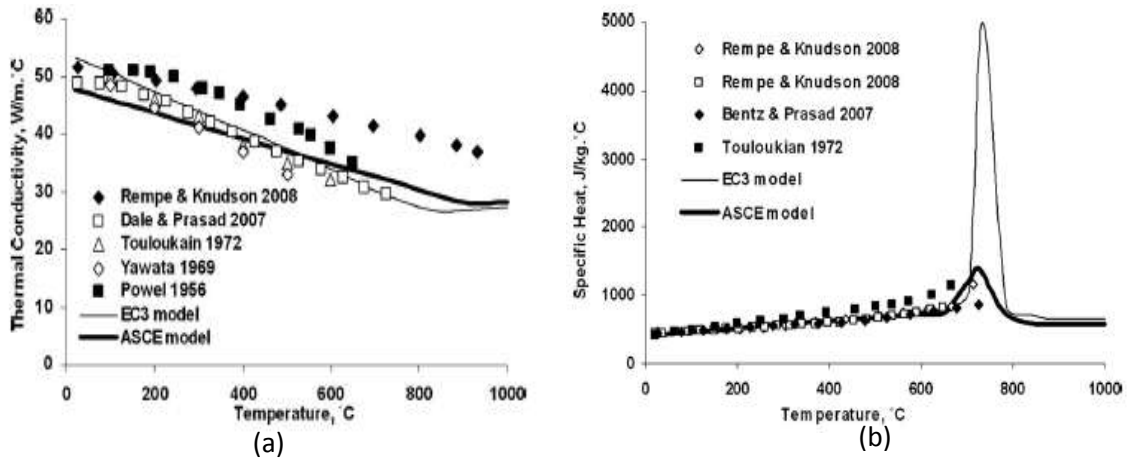 60
50
40
30
20
10
0
0 200 400 600 800 1000
Thermal Conductivity, W/m.˚C
Temperature, ˚C
Rempe & Knudson 2008
Dale & Prasad 2007
Touloukain 1972
Yawata 1969
Powel 1956
EC3 model
ASCE model
(a)
5000
4000
3000
2000
1000
0
0 200 400 600 800 1000
Specific Heat, J/kg.˚C
Temperature, ˚C
Rempe & Knudson 2008
Rempe & Knudson 2008
Bentz & Prasad 2007
Touloukian 1972
EC3 model
ASCE model
(b)